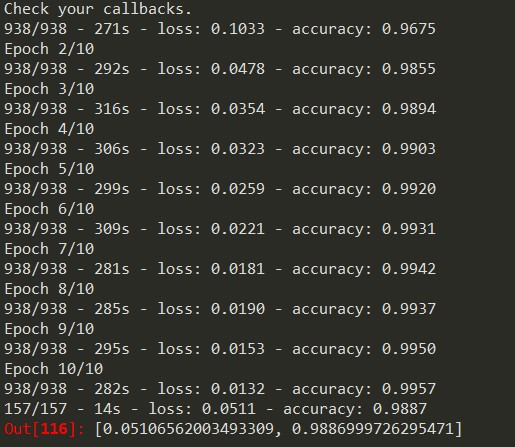 Check your callbacks.
938/938 - 271s - loss: 0.1033 - accuracy: 0.9675
Epoch 2/10
938/938 - 292s - loss: 0.0478 - accuracy: 0.9855
Epoch 3/10
938/938 - 316s - loss: 0.0354 - accuracy: 0.9894
Epoch 4/10
938/938 - 306s - loss: 0.0323 - accuracy: 0.9903
Epoch 5/10
938/938 - 299s - loss: 0.0259 - accuracy: 0.9920
Epoch 6/10
938/938 - 309s - loss: 0.0221 - accuracy: 0.9931
Epoch 7/10
938/938 - 281s - loss: 0.0181 - accuracy: 0.9942
Epoch 8/10
938/938 - 285s - loss: 0.0190 - accuracy: 0.9937
Epoch 9/10
938/938 - 295s - loss: 0.0153 - accuracy: 0.9950
Epoch 10/10
938/938 - 282s - loss: 0.0132 - accuracy: 0.9957
157/157 - 14s - loss: 0.0511 - accuracy: 0.9887
Out[116]: [0.05106562003493309, 0.9886999726295471]